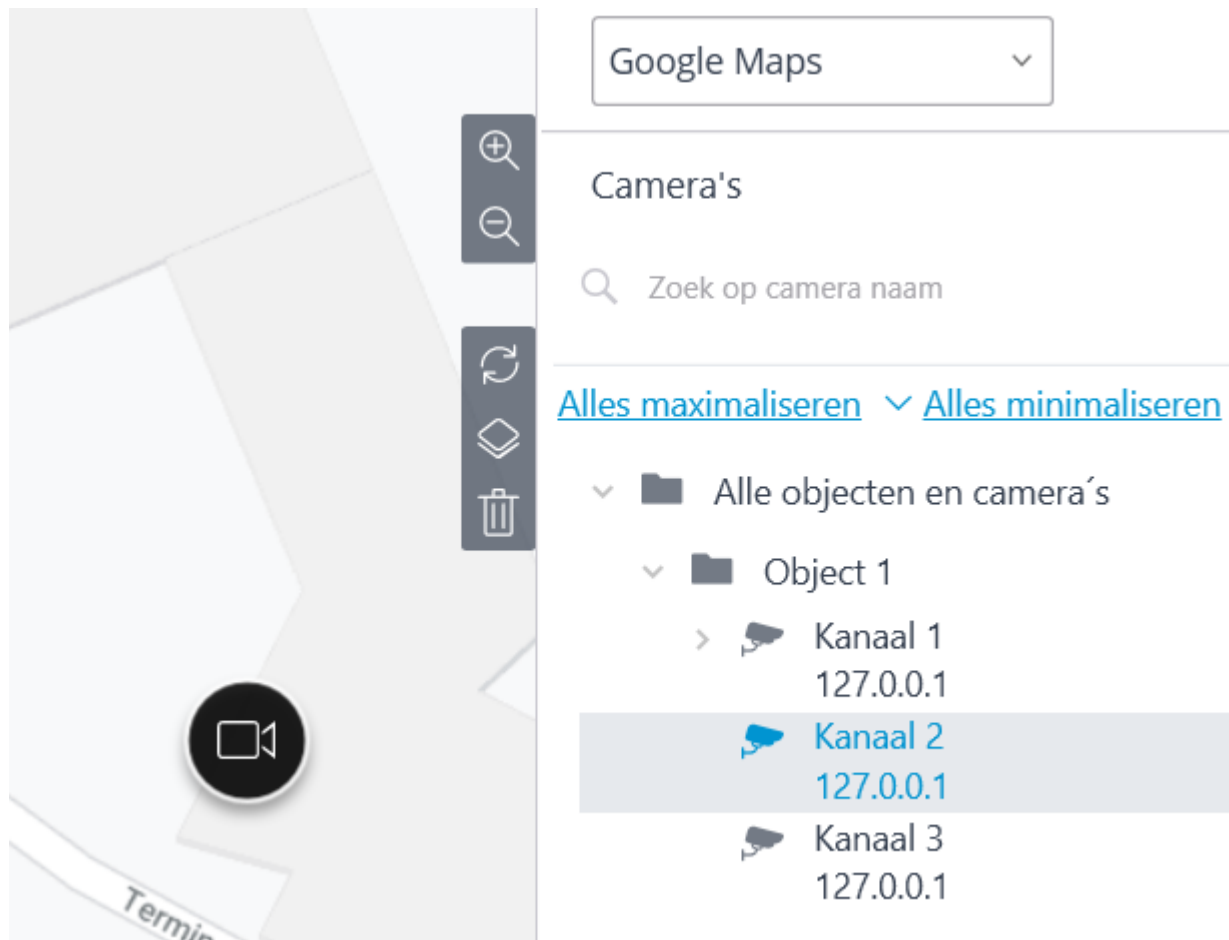 Google Maps
Camera's
Zoek op camera naam
Alles maximaliseren Alles minimaliseren
Alle objecten en camera´s
Object 1
Kanaal 1
127.0.0.1
Kanaal 2
127.0.0.1
Kanaal 3
127.0.0.1